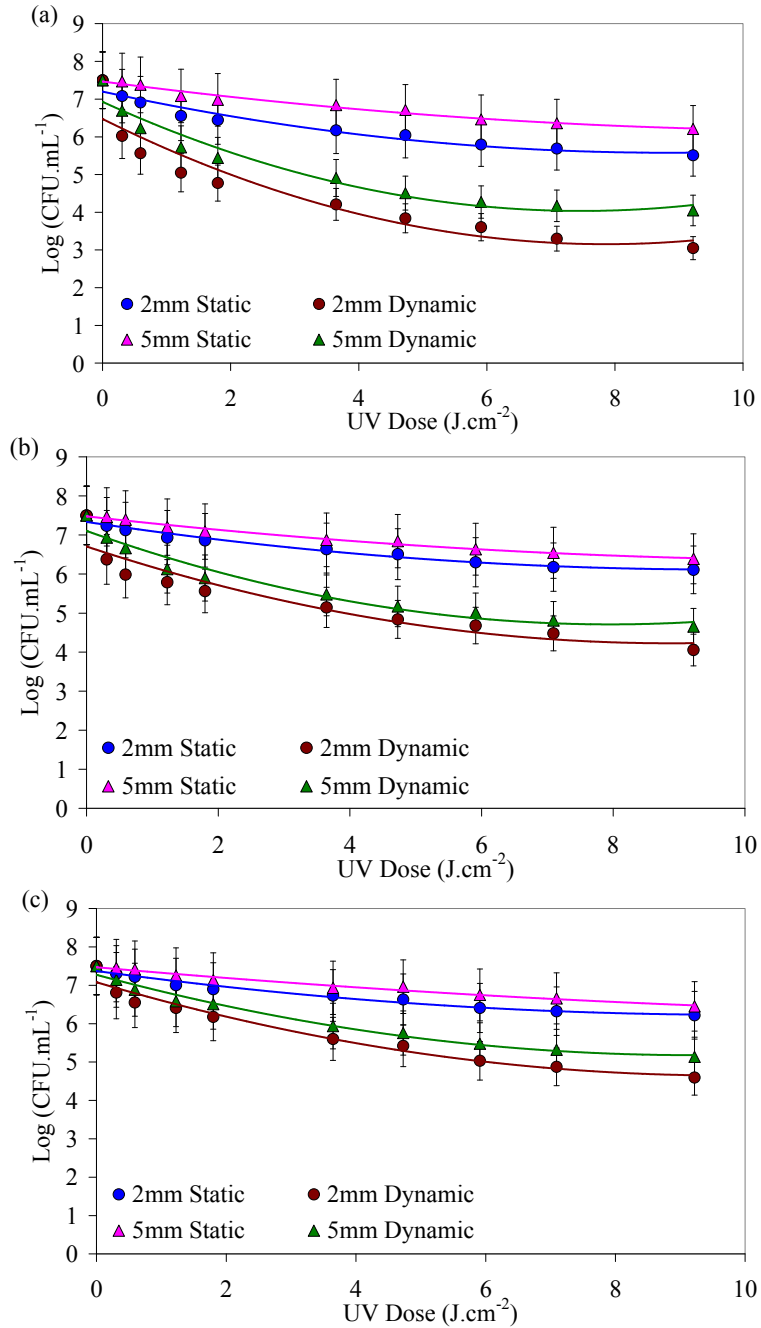 (a)
9
8
7
6
5
4
3
2
1
0
Log (CFU.mL⁻¹)
2mm Static 2mm Dynamic
5mm Static 5mm Dynamic
0 2 4 6 8 10
UV Dose (J.cm⁻²)
(b)
9
8
7
6
5
4
3
2
1
0
Log (CFU.mL⁻¹)
2mm Static 2mm Dynamic
5mm Static 5mm Dynamic
0 2 4 6 8 10
UV Dose (J.cm⁻²)
(c)
9
8
7
6
5
4
3
2
1
0
Log (CFU.mL⁻¹)
2mm Static 2mm Dynamic
5mm Static 5mm Dynamic
0 2 4 6 8 10
UV Dose (J.cm⁻²)